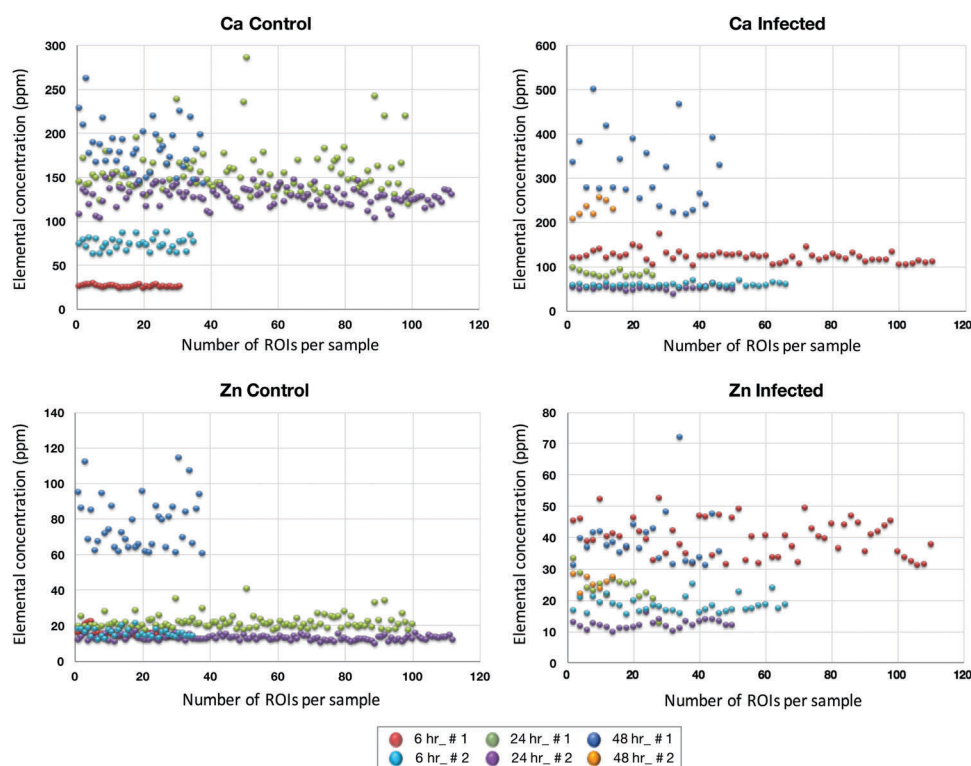 Ca Control
Elemental concentration (ppm)
300
250
200
150
100
50
0
0 20 40 60 80 100 120
Number of ROIs per sample
Ca Infected
Elemental concentration (ppm)
600
500
400
300
200
100
0
0 20 40 60 80 100 120
Number of ROIs per sample
Zn Control
Elemental concentration (ppm)
140
120
100
80
60
40
20
0
0 20 40 60 80 100 120
Number of ROIs per sample
Zn Infected
Elemental concentration (ppm)
80
70
60
50
40
30
20
10
0
0 20 40 60 80 100 120
Number of ROIs per sample
6 hr_ # 1 24 hr_ # 1 48 hr_ # 1
6 hr_ # 2 24 hr_ # 2 48 hr_ # 2